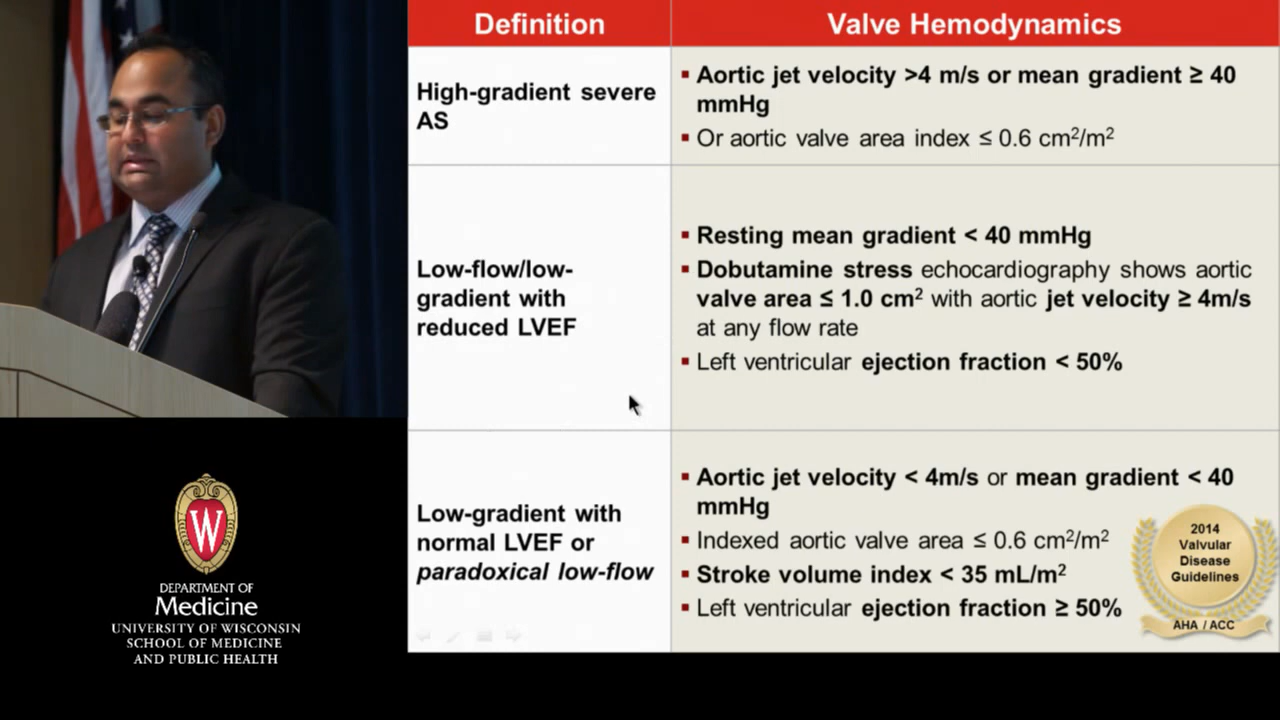 Definition
Valve Hemodynamics
High-gradient severe
AS
▪ Aortic jet velocity >4 m/s or mean gradient ≥ 40
mmHg
▪ Or aortic valve area index ≤ 0.6 cm²/m²
Low-flow/low-
gradient with
reduced LVEF
▪ Resting mean gradient < 40 mmHg
▪ Dobutamine stress echocardiography shows aortic
valve area ≤ 1.0 cm² with aortic jet velocity ≥ 4m/s
at any flow rate
▪ Left ventricular ejection fraction < 50%
Low-gradient with
normal LVEF or
paradoxical low-flow
▪ Aortic jet velocity < 4m/s or mean gradient < 40
mmHg
▪ Indexed aortic valve area ≤ 0.6 cm²/m²
▪ Stroke volume index < 35 mL/m²
▪ Left ventricular ejection fraction ≥ 50%
2014
Valvular
Disease
Guidelines
AHA / ACC
W
DEPARTMENT OF
Medicine
UNIVERSITY OF WISCONSIN
SCHOOL OF MEDICINE
AND PUBLIC HEALTH